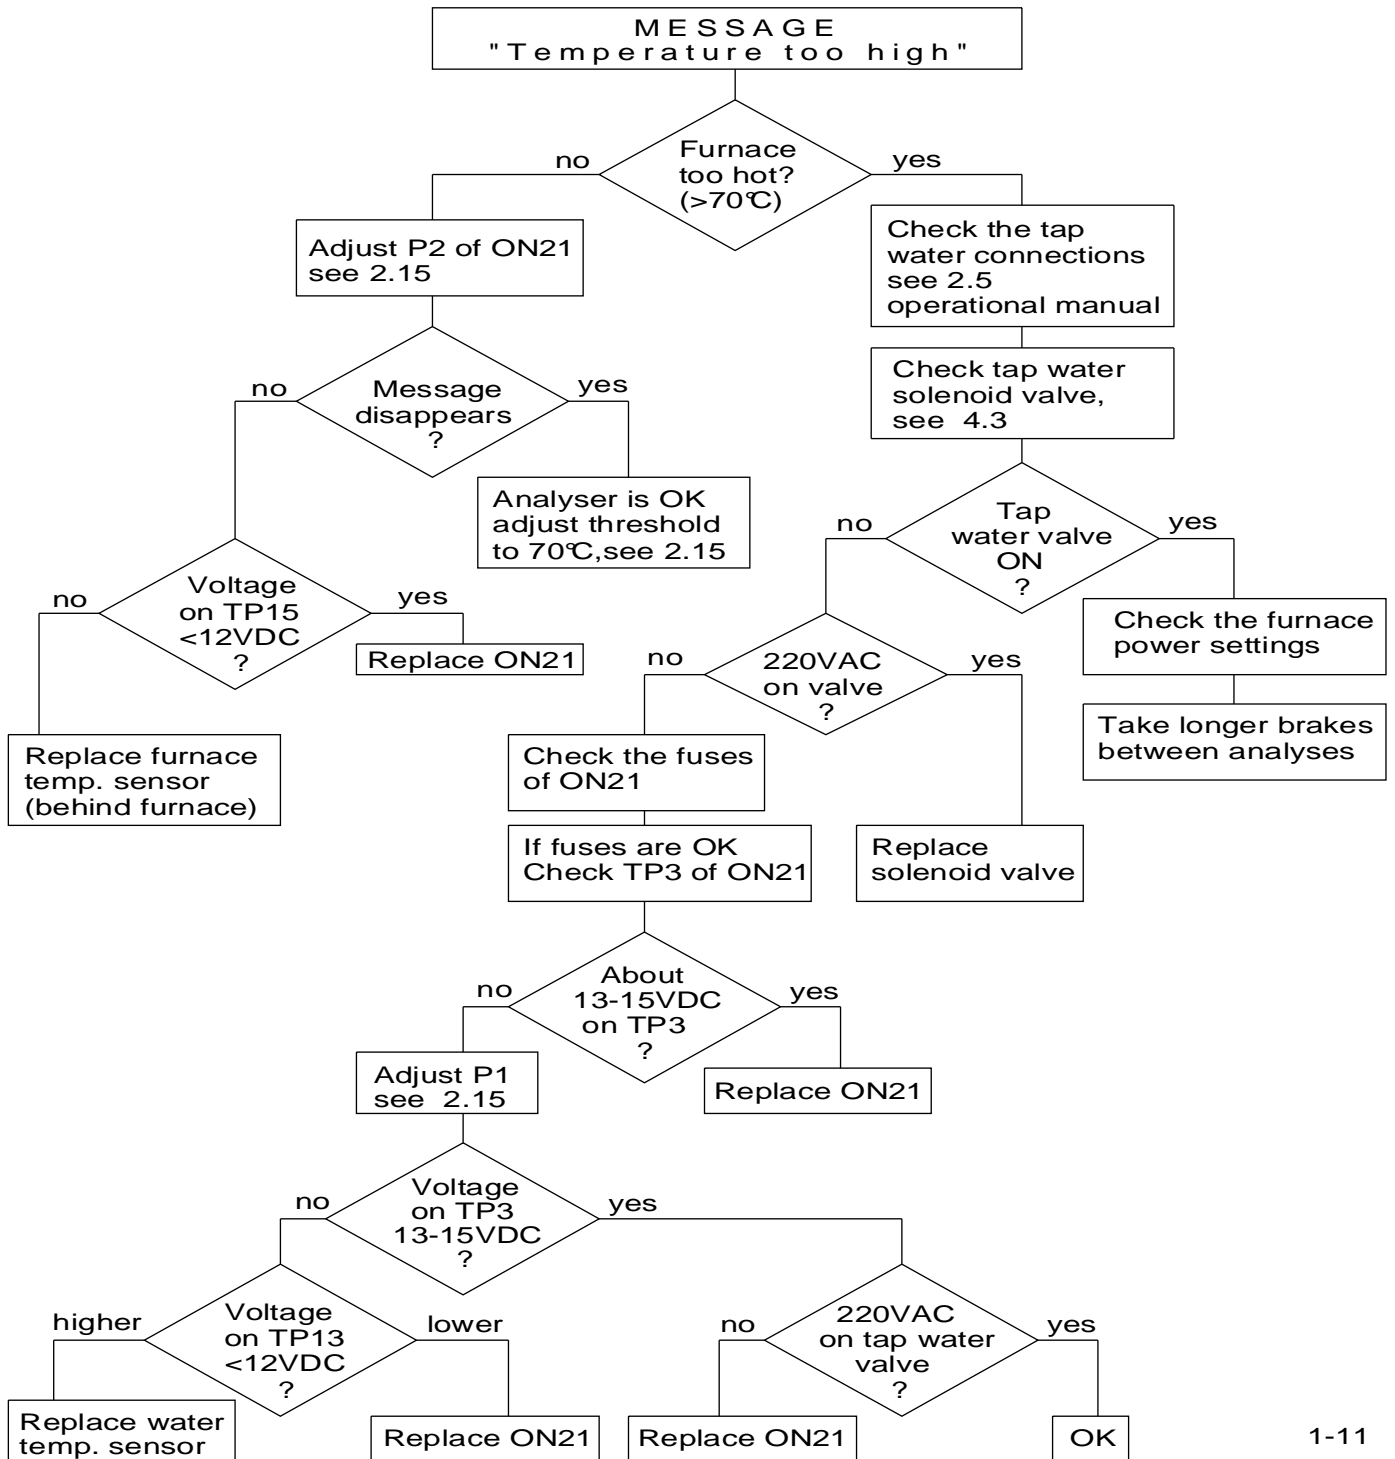 MESSAGE
"Temperature too high"
Furnace
too hot?
(>70°C)
no
yes
Adjust P2 of ON21
see 2.15
Check the tap
water connections
see 2.5
operational manual
Message
disappears
?
no
yes
Check tap water
solenoid valve,
see 4.3
Analyser is OK
adjust threshold
to 70°C,see 2.15
Tap
water valve
ON
?
no
yes
Voltage
on TP15
<12VDC
?
no
yes
Replace ON21
Check the furnace
power settings
220VAC
on valve
?
no
yes
Replace furnace
temp. sensor
(behind furnace)
Check the fuses
of ON21
Take longer brakes
between analyses
If fuses are OK
Check TP3 of ON21
Replace
solenoid valve
About
13-15VDC
on TP3
?
no
yes
Adjust P1
see 2.15
Replace ON21
Voltage
on TP3
13-15VDC
?
no
yes
Voltage
on TP13
<12VDC
?
higher
lower
220VAC
on tap water
valve
?
no
yes
Replace water
temp. sensor
Replace ON21
Replace ON21
OK
1-11